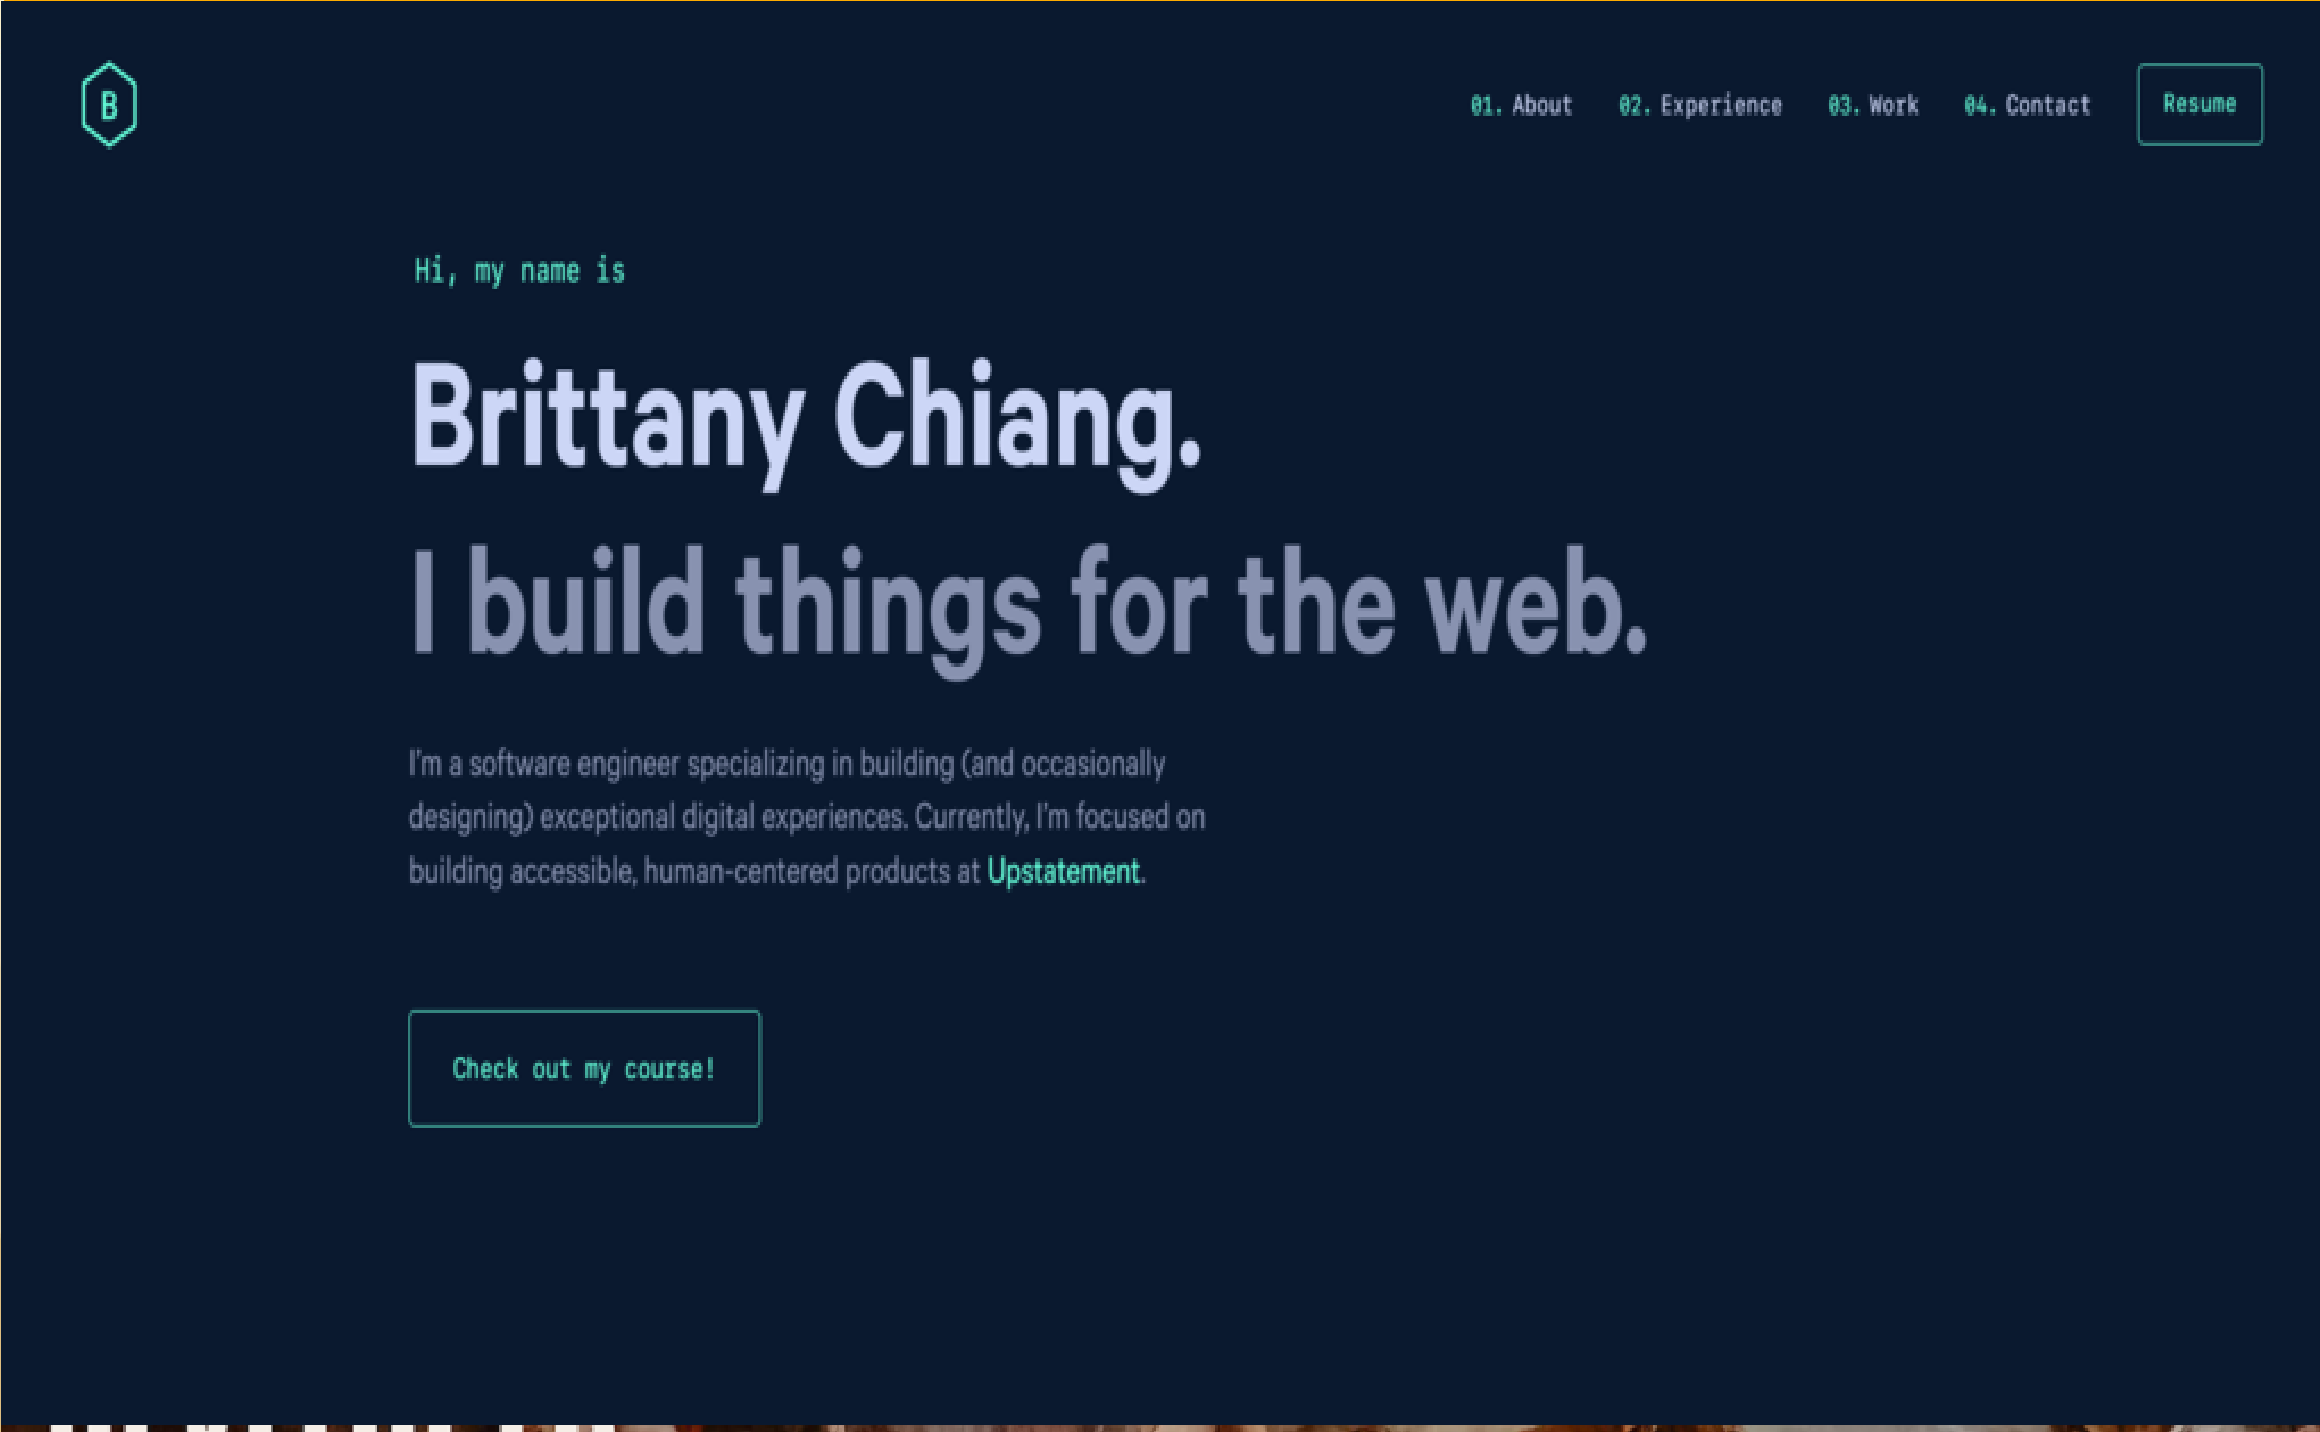 B
01. About 02. Experience 03. Work 04. Contact Resume
Hi, my name is
Brittany Chiang.
I build things for the web.
I'm a software engineer specializing in building (and occasionally
designing) exceptional digital experiences. Currently, I'm focused on
building accessible, human-centered products at Upstatement.
Check out my course!